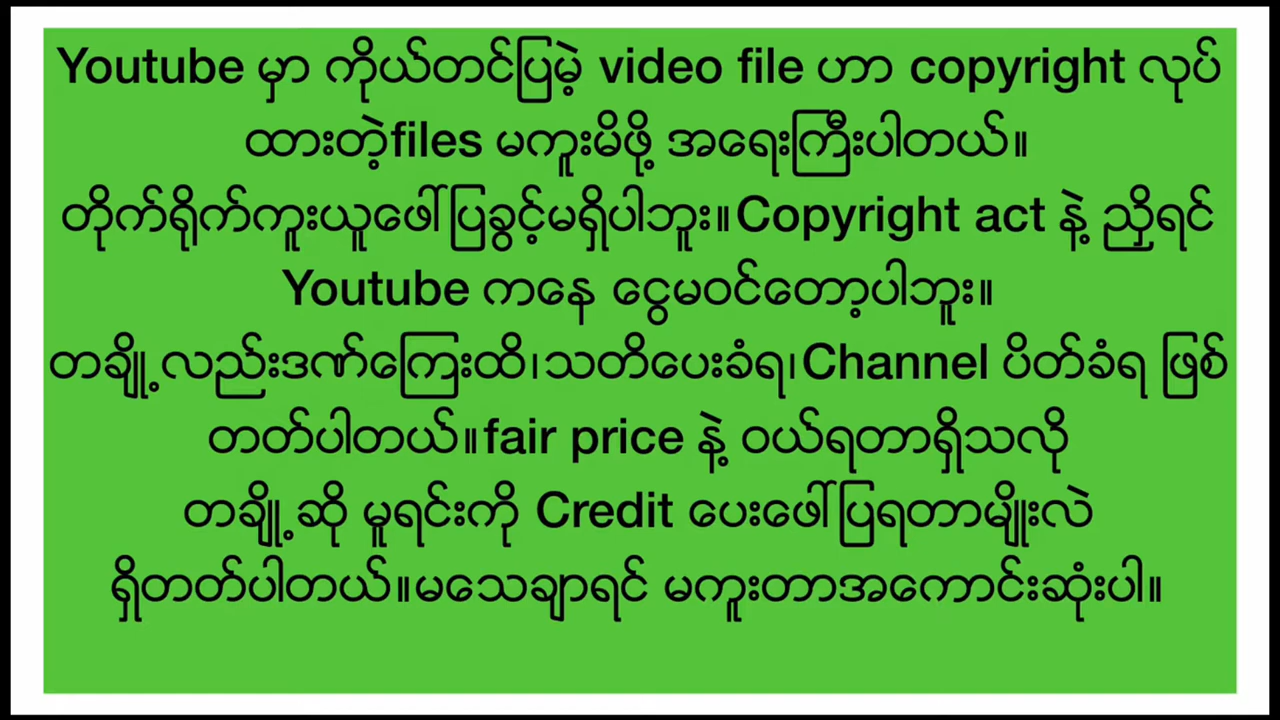 Youtube မှာ ကိုယ်တင်ပြမဲ့ video file ဟာ copyright လုပ်
ထားတဲ့files မကူးမိဖို့ အရေးကြီးပါတယ်။
တိုက်ရိုက်ကူးယူဖေါ်ပြခွင့်မရှိပါဘူး။Copyright act နဲ့ ညှိရင်
Youtube ကနေ ငွေမဝင်တော့ပါဘူး။
တချို့လည်းဒဏ်ကြေးထိ၊သတိပေးခံရ၊Channel ပိတ်ခံရ ဖြစ်
တတ်ပါတယ်။fair price နဲ့ ဝယ်ရတာရှိသလို
တချို့ဆို မူရင်းကို Credit ပေးဖေါ်ပြရတာမျိုးလဲ
ရှိတတ်ပါတယ်။မသေချာရင် မကူးတာအကောင်းဆုံးပါ။